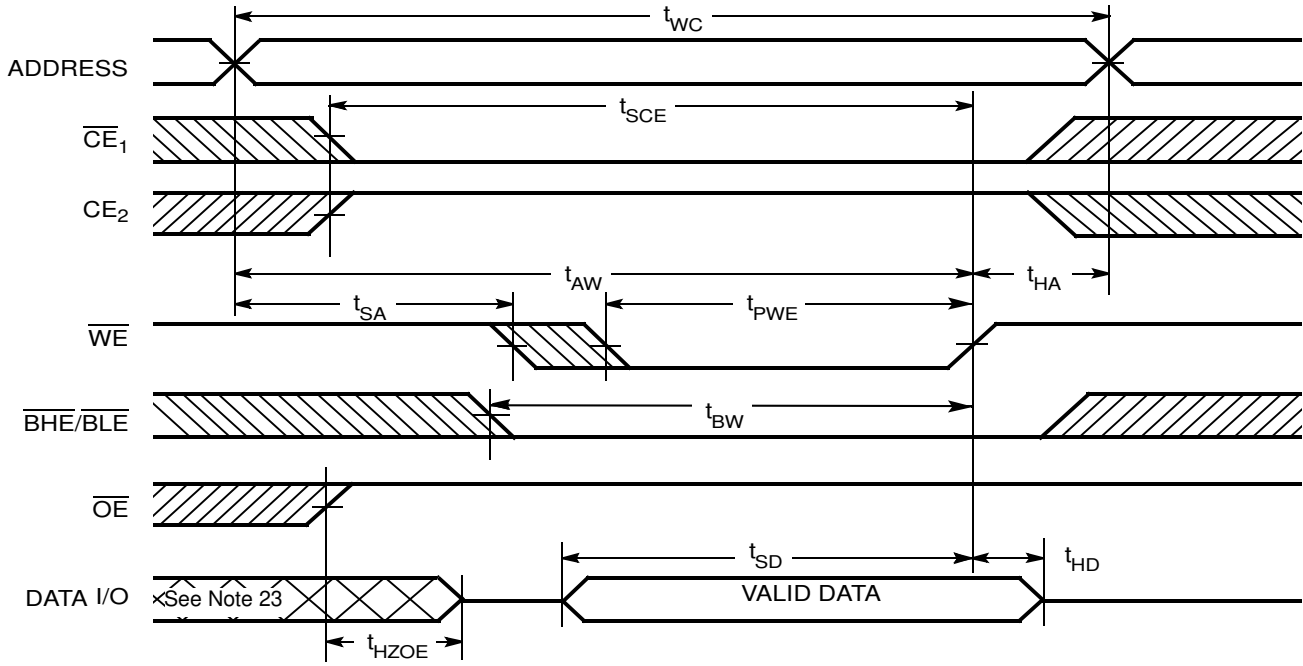 tWC
ADDRESS
tSCE
CE1
CE2
tAW
tHA
tSA
tPWE
WE
BHE/BLE
tBW
OE
tSD
tHD
DATA I/O
See Note 23
VALID DATA
tHZOE